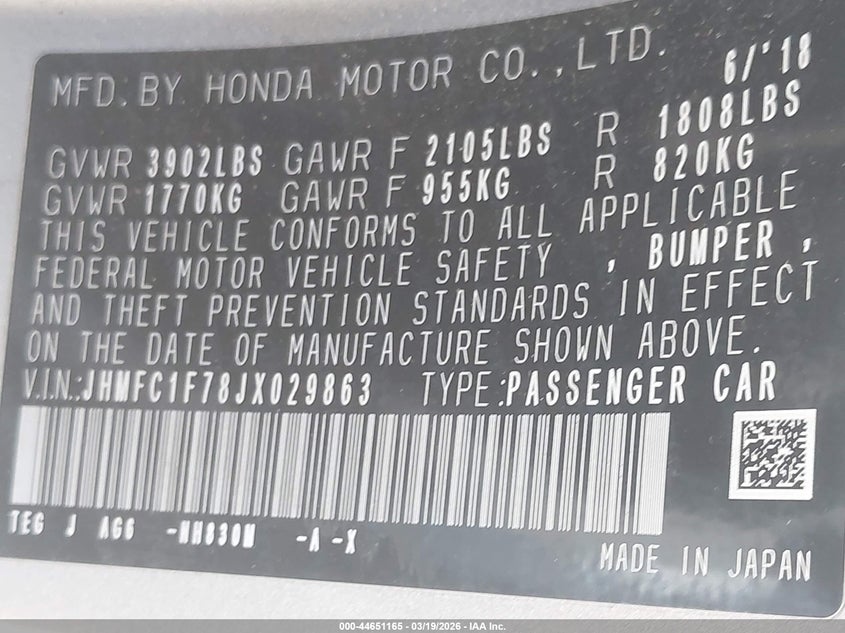 MFD. BY HONDA MOTOR CO., LTD. 6/'18
GVWR 3902LBS GAWR F 2105LBS R 1808LBS
GVWR 1770KG GAWR F 955KG R 820KG
THIS VEHICLE CONFORMS TO ALL APPLICABLE
FEDERAL MOTOR VEHICLE SAFETY , BUMPER ,
AND THEFT PREVENTION STANDARDS IN EFFECT
ON THE DATE OF MANUFACTURE SHOWN ABOVE.
V.I.N.:JHMFC1F78JX029863 TYPE:PASSENGER CAR
TEG J AGG -NH830M -A -X
MADE IN JAPAN
000-44651165 - 03/19/2026 - IAA Inc.